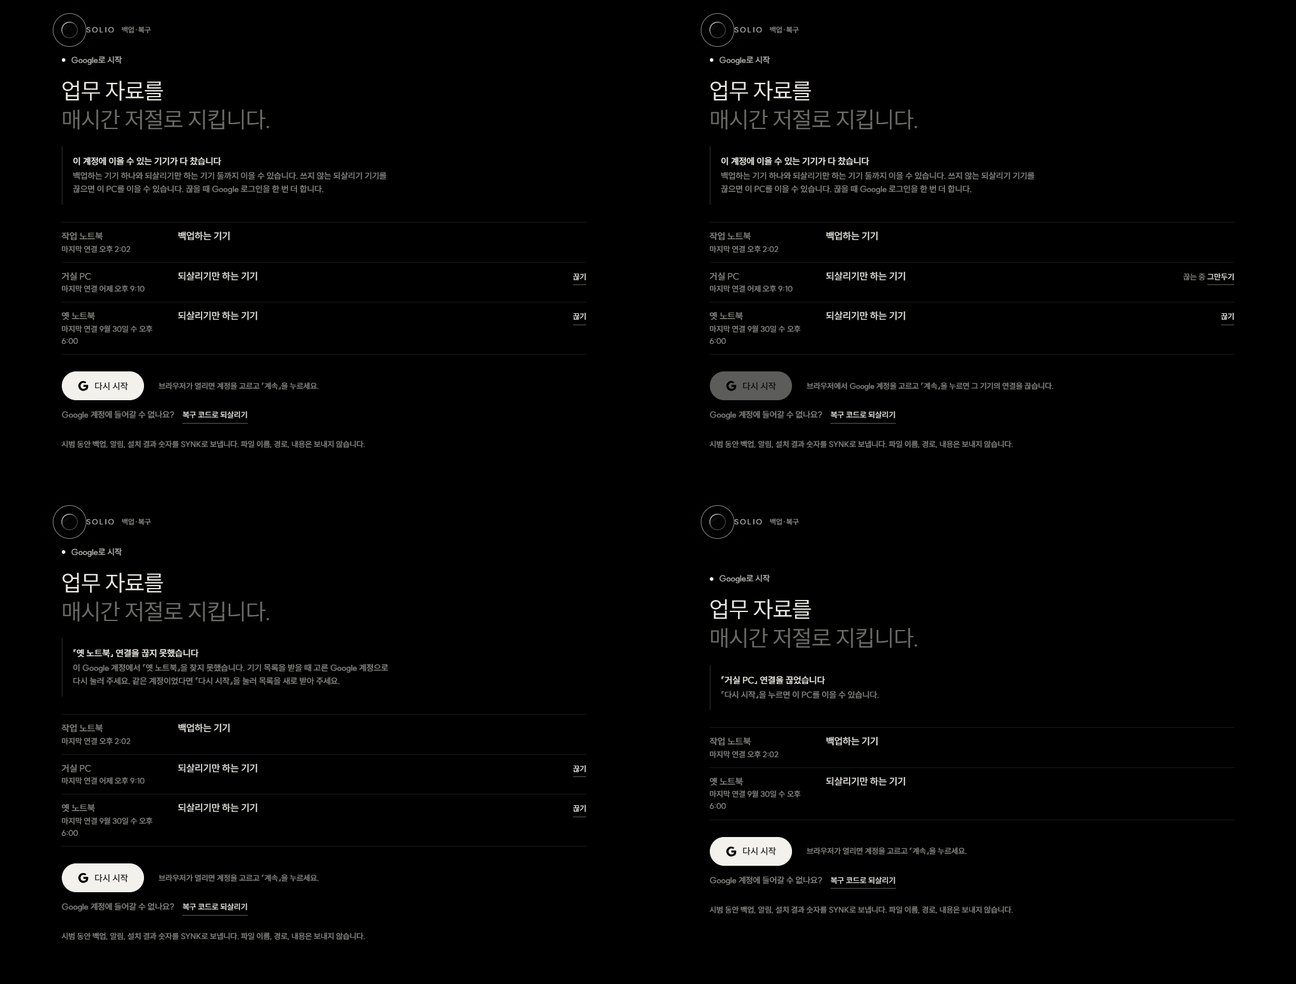 SOLIO 백업·복구
Google로 시작
업무 자료를
매시간 저절로 지킵니다.
이 계정에 이을 수 있는 기기가 다 찼습니다
백업하는 기기 하나와 되살리기만 하는 기기 둘까지 이을 수 있습니다. 쓰지 않는 되살리기 기기를
끊으면 이 PC를 이을 수 있습니다. 끊을 때 Google 로그인을 한 번 더 합니다.
작업 노트북 백업하는 기기
마지막 연결 오후 2:02
거실 PC 되살리기만 하는 기기 끊기
마지막 연결 어제 오후 9:10
옛 노트북 되살리기만 하는 기기 끊기
마지막 연결 9월 30일 수 오후
6:00
다시 시작 브라우저가 열리면 계정을 고르고 「계속」을 누르세요.
Google 계정에 들어갈 수 없나요? 복구 코드로 되살리기
시범 동안 백업, 알림, 설치 결과 숫자를 SYNK로 보냅니다. 파일 이름, 경로, 내용은 보내지 않습니다.
SOLIO 백업·복구
Google로 시작
업무 자료를
매시간 저절로 지킵니다.
이 계정에 이을 수 있는 기기가 다 찼습니다
백업하는 기기 하나와 되살리기만 하는 기기 둘까지 이을 수 있습니다. 쓰지 않는 되살리기 기기를
끊으면 이 PC를 이을 수 있습니다. 끊을 때 Google 로그인을 한 번 더 합니다.
작업 노트북 백업하는 기기
마지막 연결 오후 2:02
거실 PC 되살리기만 하는 기기 끊는 중 그만두기
마지막 연결 어제 오후 9:10
옛 노트북 되살리기만 하는 기기 끊기
마지막 연결 9월 30일 수 오후
6:00
다시 시작 브라우저에서 Google 계정을 고르고 「계속」을 누르면 그 기기의 연결을 끊습니다.
Google 계정에 들어갈 수 없나요? 복구 코드로 되살리기
시범 동안 백업, 알림, 설치 결과 숫자를 SYNK로 보냅니다. 파일 이름, 경로, 내용은 보내지 않습니다.
SOLIO 백업·복구
Google로 시작
업무 자료를
매시간 저절로 지킵니다.
「옛 노트북」 연결을 끊지 못했습니다
이 Google 계정에서 「옛 노트북」을 찾지 못했습니다. 기기 목록을 받을 때 고른 Google 계정으로
다시 눌러 주세요. 같은 계정이었다면 「다시 시작」을 눌러 목록을 새로 받아 주세요.
작업 노트북 백업하는 기기
마지막 연결 오후 2:02
거실 PC 되살리기만 하는 기기 끊기
마지막 연결 어제 오후 9:10
옛 노트북 되살리기만 하는 기기 끊기
마지막 연결 9월 30일 수 오후
6:00
다시 시작 브라우저가 열리면 계정을 고르고 「계속」을 누르세요.
Google 계정에 들어갈 수 없나요? 복구 코드로 되살리기
시범 동안 백업, 알림, 설치 결과 숫자를 SYNK로 보냅니다. 파일 이름, 경로, 내용은 보내지 않습니다.
SOLIO 백업·복구
Google로 시작
업무 자료를
매시간 저절로 지킵니다.
「거실 PC」 연결을 끊었습니다
「다시 시작」을 누르면 이 PC를 이을 수 있습니다.
작업 노트북 백업하는 기기
마지막 연결 오후 2:02
옛 노트북 되살리기만 하는 기기
마지막 연결 9월 30일 수 오후
6:00
다시 시작 브라우저가 열리면 계정을 고르고 「계속」을 누르세요.
Google 계정에 들어갈 수 없나요? 복구 코드로 되살리기
시범 동안 백업, 알림, 설치 결과 숫자를 SYNK로 보냅니다. 파일 이름, 경로, 내용은 보내지 않습니다.